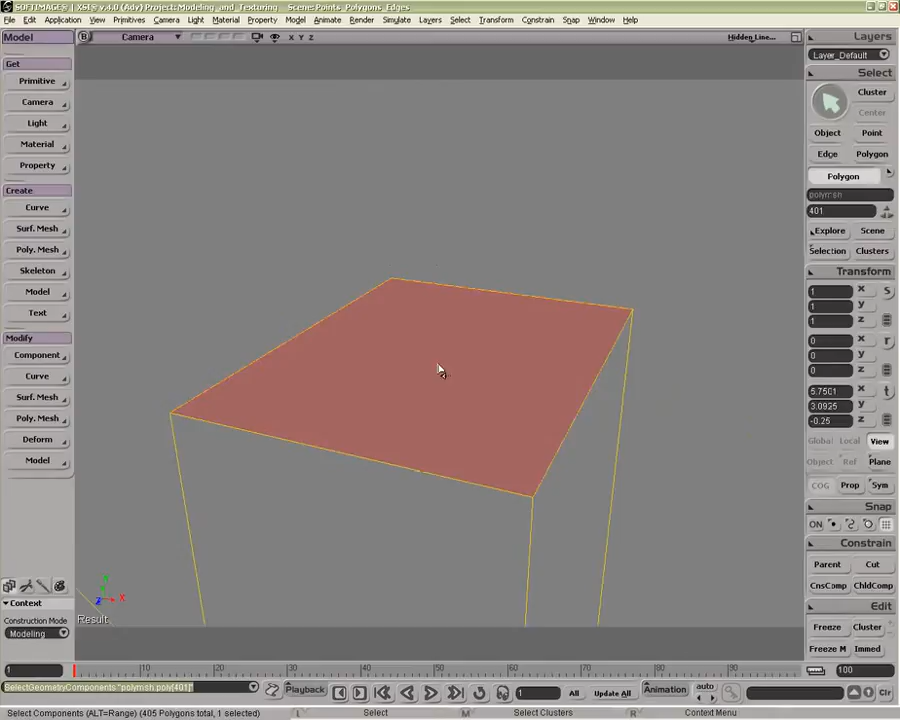 SOFTIMAGE® | XSI® v.4.0 (Adv) Project:Modeling_and_Texturing   Scene:Points_Polygons_Edges
File Edit Application Primitives Camera Light Material Property Model Animate Render Simulate Layers Select Transform Constrain Snap Window Help
Model
B Camera X Y Z Hidden Line...
Layers
Layer_Default
Get
Primitive
Camera
Light
Material
Property
Create
Curve
Surf. Mesh
Poly. Mesh
Skeleton
Model
Text
Modify
Component
Curve
Surf. Mesh
Poly. Mesh
Deform
Model
Context
Construction Mode
Modeling
Y
Z X
Result
Select
Cluster
Center
Object Point
Edge Polygon
Polygon
polymsh
401
Explore Scene
Selection Clusters
Transform
1 x S
1 y
1 z
0 x r
0 y
0 z
5.7501 x t
3.0925 y
-0.25 z
Global Local View
Object Ref Plane
COG Prop Sym
Snap
ON
Constrain
Parent Cut
CnsComp ChldComp
Edit
Freeze Cluster
Freeze M Immed
1 10 20 30 40 50 60 70 80 90 100
SelectGeometryComponents "polymsh.poly[401]" Playback 1 All Update All Animation auto Clr
Select Components (ALT=Range) (405 Polygons total, 1 selected) L Select M Select Clusters R Context Menu